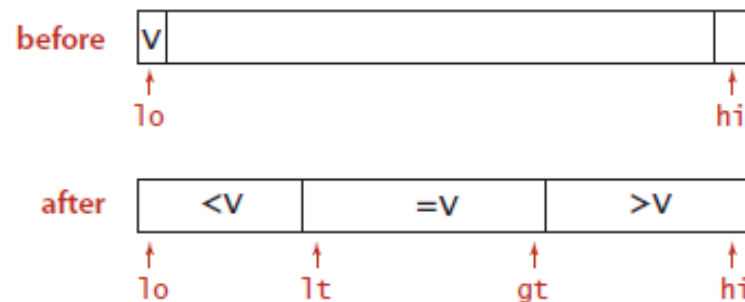 before v
lo hi
after <v =v >v
lo lt gt hi